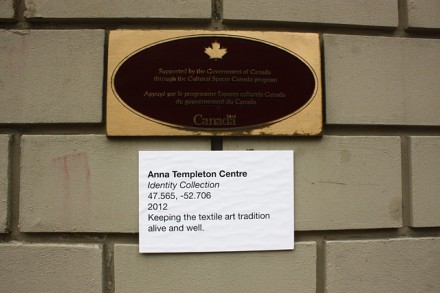 Supported by the Government of Canada
through the Cultural Spaces Canada program
Appuyé par le programme Espaces culturels Canada
du gouvernement du Canada
Canada
Anna Templeton Centre
Identity Collection
47.565, -52.706
2012
Keeping the textile art tradition
alive and well.